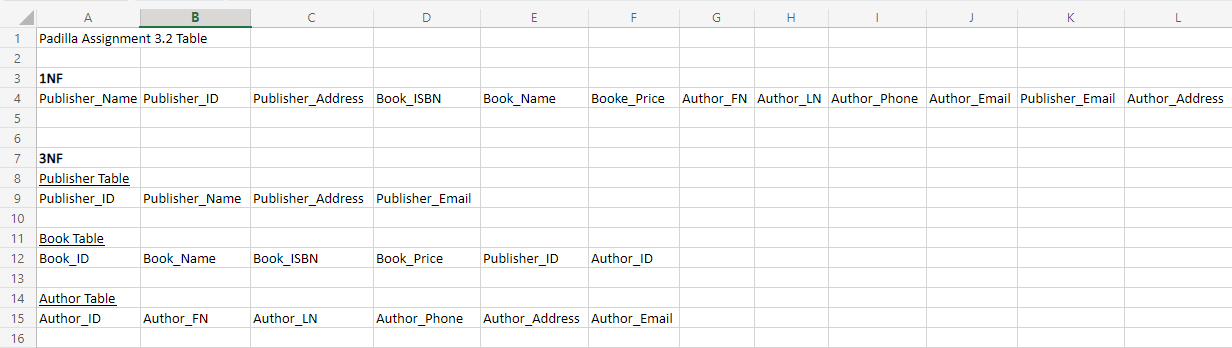 A B C D E F G H I J K L
1 Padilla Assignment 3.2 Table
2
3 1NF
4 Publisher_Name Publisher_ID Publisher_Address Book_ISBN Book_Name Booke_Price Author_FN Author_LN Author_Phone Author_Email Publisher_Email Author_Address
5
6
7 3NF
8 Publisher Table
9 Publisher_ID Publisher_Name Publisher_Address Publisher_Email
10
11 Book Table
12 Book_ID Book_Name Book_ISBN Book_Price Publisher_ID Author_ID
13
14 Author Table
15 Author_ID Author_FN Author_LN Author_Phone Author_Address Author_Email
16